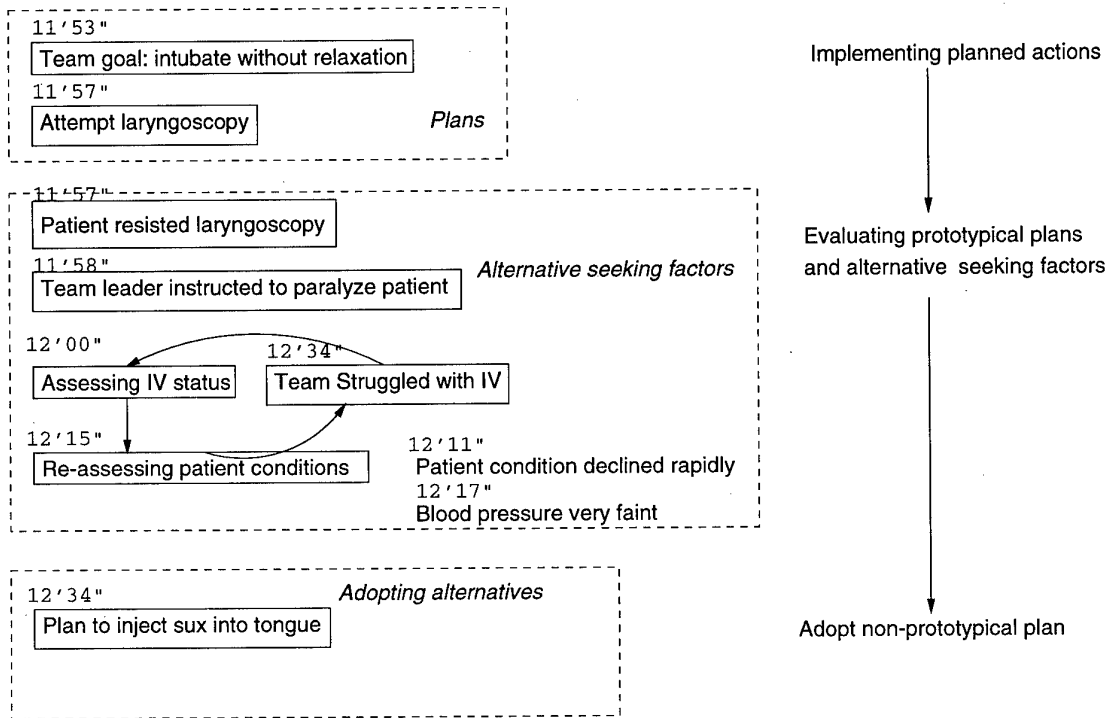 11'53"
Team goal: intubate without relaxation
11'57"
Attempt laryngoscopy
Plans
Implementing planned actions
11'57"
Patient resisted laryngoscopy
11'58"
Team leader instructed to paralyze patient
Alternative seeking factors
Evaluating prototypical plans
and alternative seeking factors
12'00"
Assessing IV status
12'34"
Team Struggled with IV
12'15"
Re-assessing patient conditions
12'11"
Patient condition declined rapidly
12'17"
Blood pressure very faint
12'34"
Adopting alternatives
Plan to inject sux into tongue
Adopt non-prototypical plan